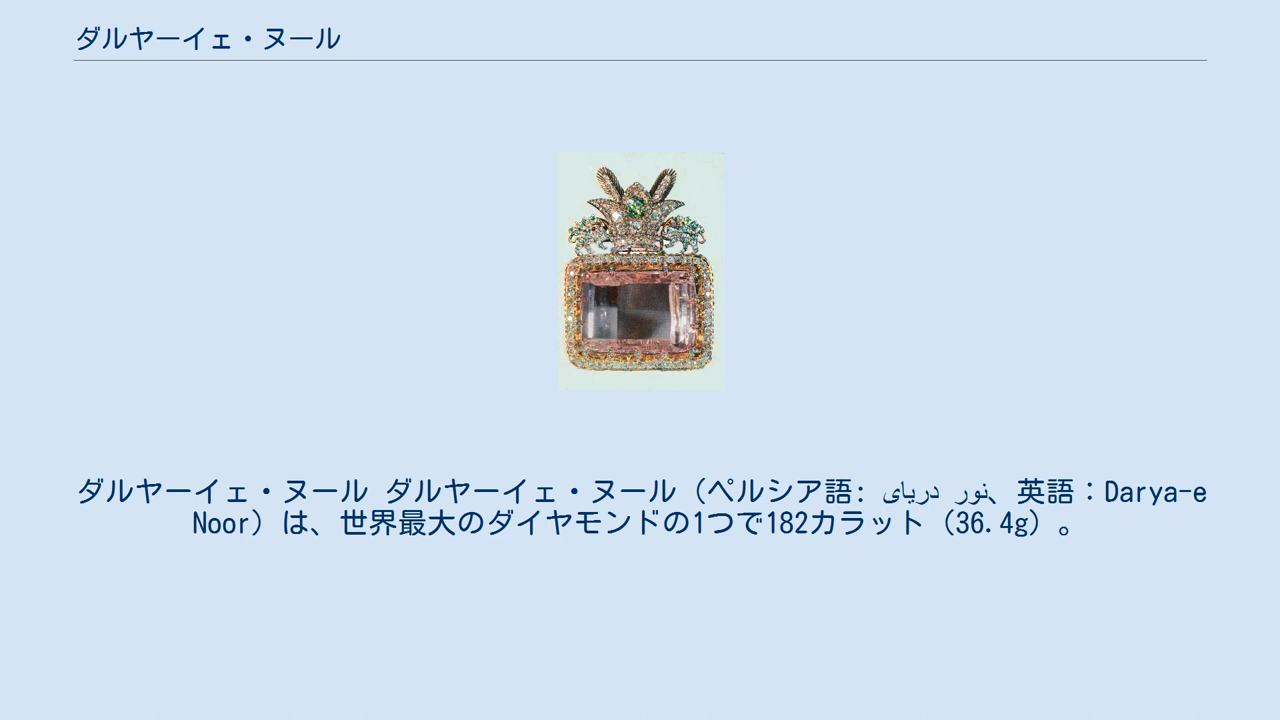 ダルヤーイェ・ヌール
ダルヤーイェ・ヌール ダルヤーイェ・ヌール（ペルシア語: دریای نور、英語：Darya-e
Noor）は、世界最大のダイヤモンドの1つで182カラット（36.4g）。